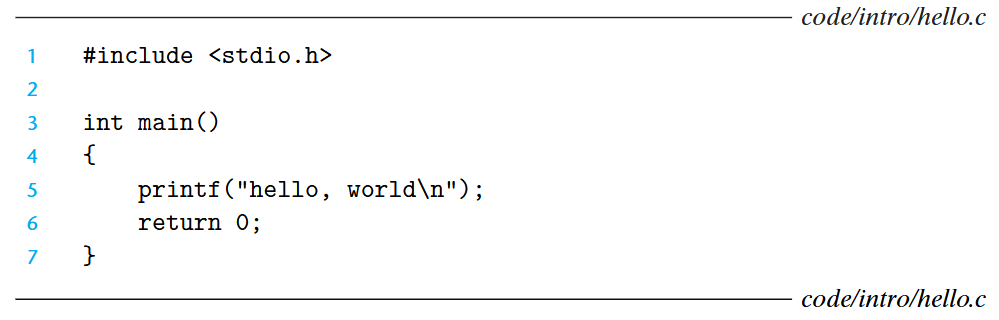 code/intro/hello.c
1 #include <stdio.h>
2
3 int main()
4 {
5     printf("hello, world\n");
6     return 0;
7 }
code/intro/hello.c